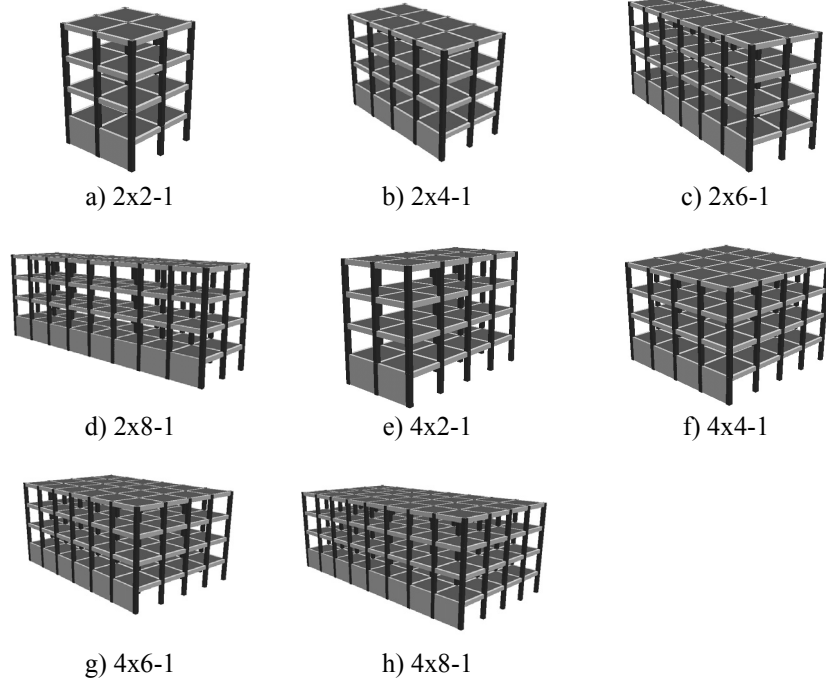 a) 2x2-1
b) 2x4-1
c) 2x6-1
d) 2x8-1
e) 4x2-1
f) 4x4-1
g) 4x6-1
h) 4x8-1